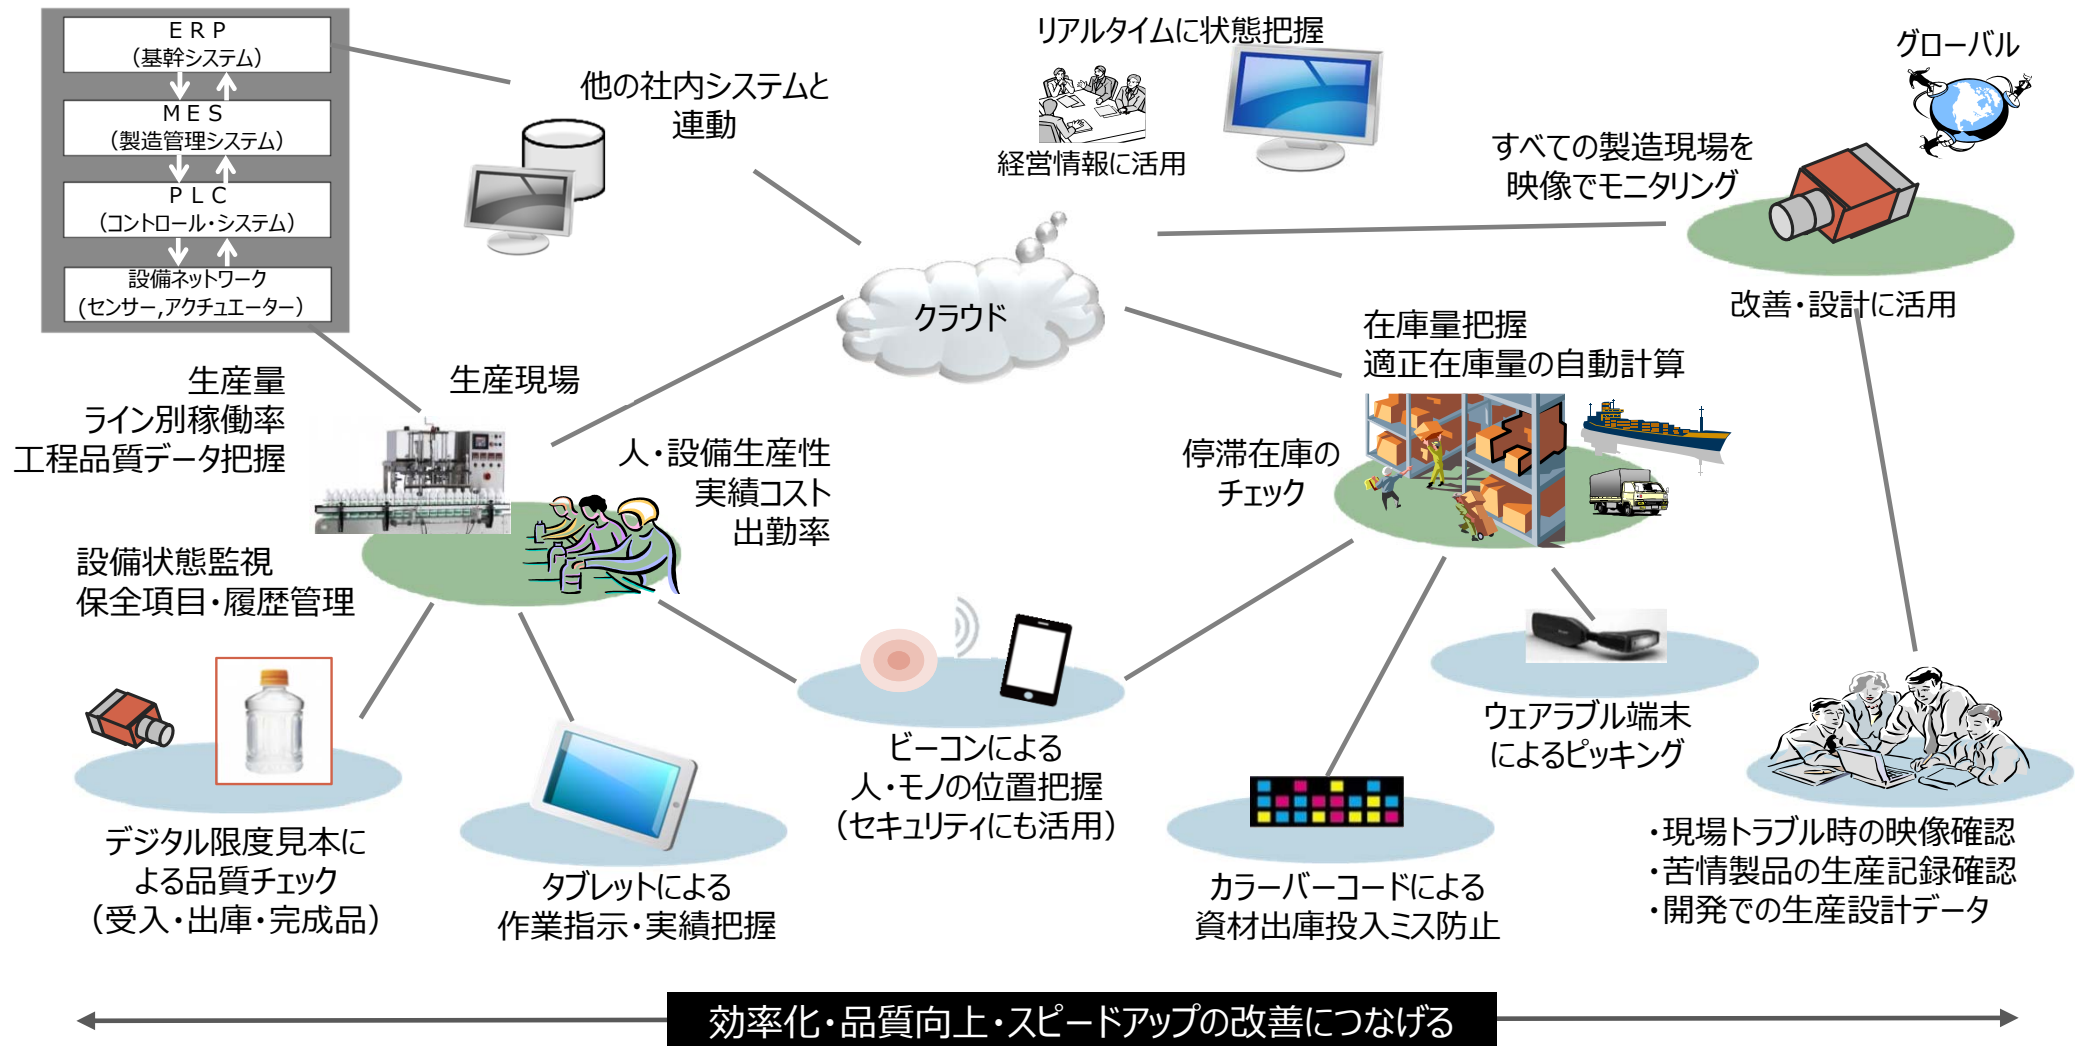 ＥＲＰ
（基幹システム）
ＭＥＳ
（製造管理システム）
ＰＬＣ
（コントロール・システム）
設備ネットワーク
（センサー,アクチュエーター）
他の社内システムと
連動
リアルタイムに状態把握
経営情報に活用
グローバル
すべての製造現場を
映像でモニタリング
改善・設計に活用
クラウド
生産量
ライン別稼働率
工程品質データ把握
生産現場
人・設備生産性
実績コスト
出勤率
設備状態監視
保全項目・履歴管理
在庫量把握
適正在庫量の自動計算
停滞在庫の
チェック
デジタル限度見本に
よる品質チェック
（受入・出庫・完成品）
タブレットによる
作業指示・実績把握
ビーコンによる
人・モノの位置把握
（セキュリティにも活用）
カラーバーコードによる
資材出庫投入ミス防止
ウェアラブル端末
によるピッキング
・現場トラブル時の映像確認
・苦情製品の生産記録確認
・開発での生産設計データ
効率化・品質向上・スピードアップの改善につなげる